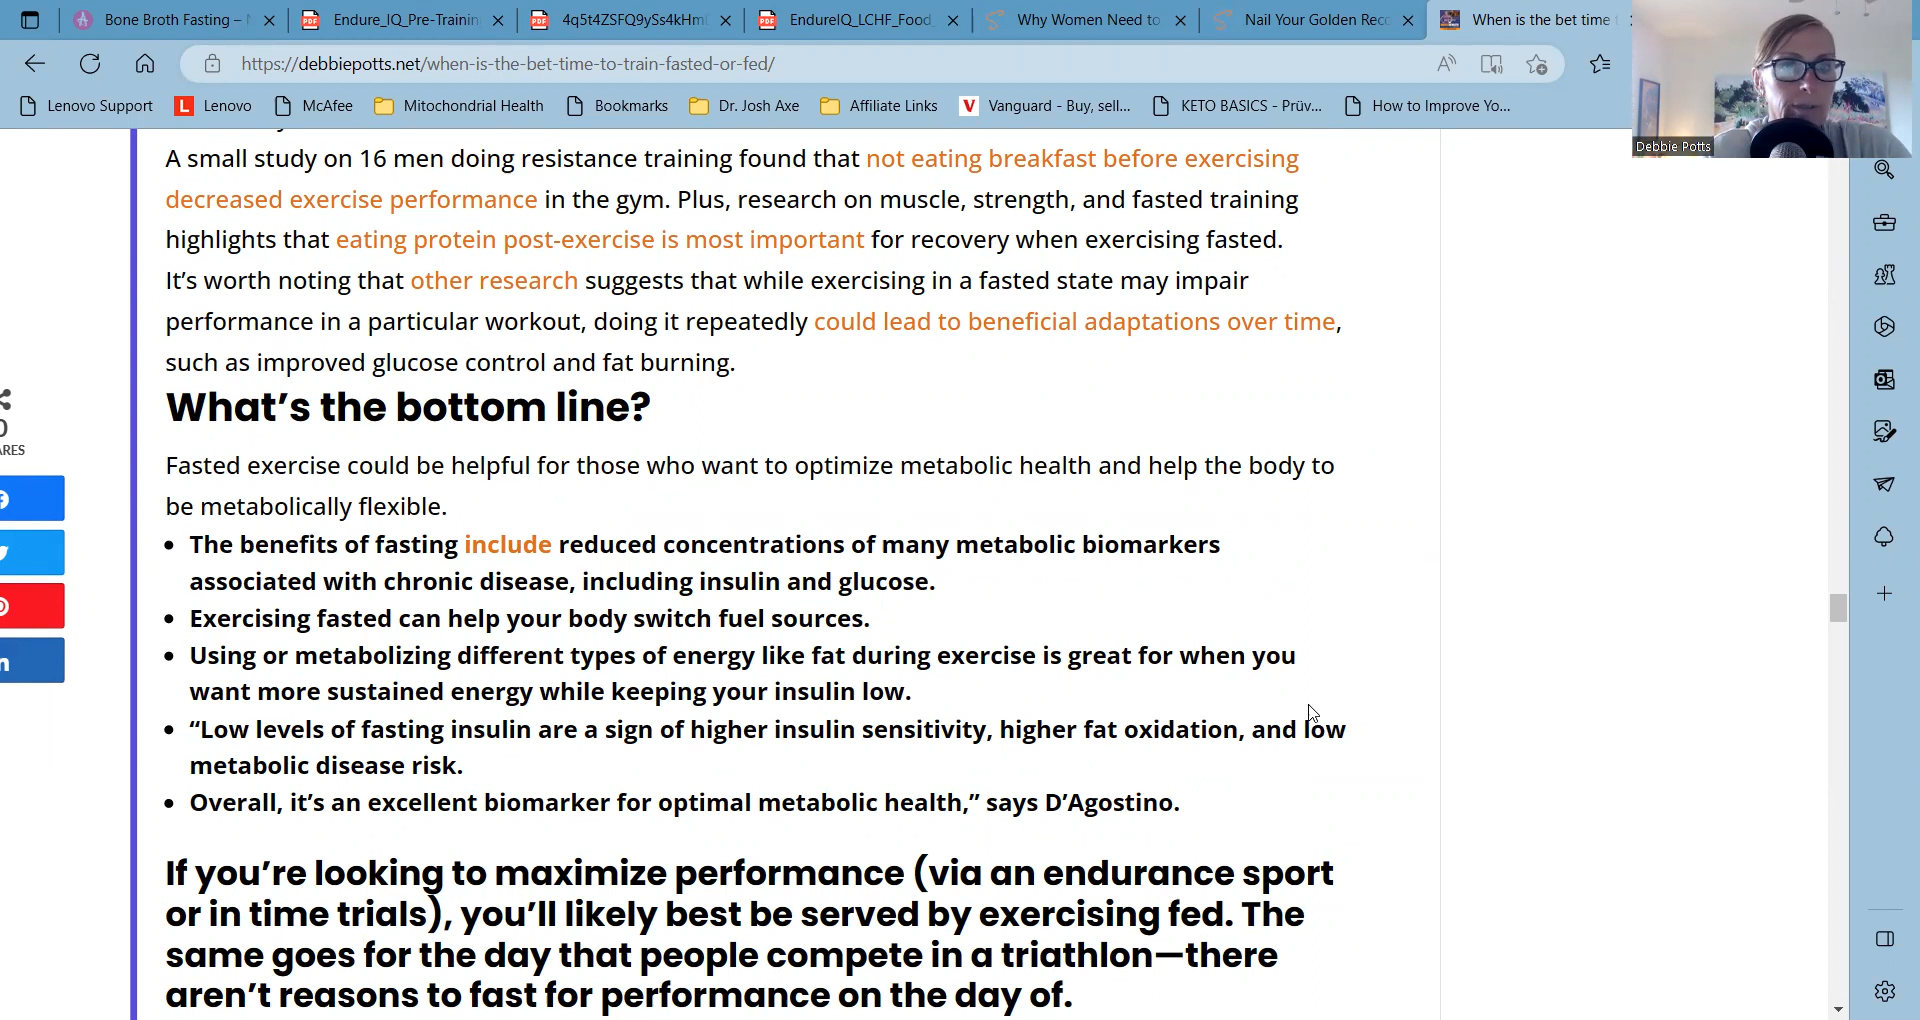 Bone Broth Fasting –
Endure_IQ_Pre-Trainin
4q5t4ZSFQ9ySs4kHm
EndureIQ_LCHF_Food_
Why Women Need to
Nail Your Golden Rec
When is the bet time t
https://debbiepotts.net/when-is-the-bet-time-to-train-fasted-or-fed/
Lenovo Support
Lenovo
McAfee
Mitochondrial Health
Bookmarks
Dr. Josh Axe
Affiliate Links
Vanguard - Buy, sell...
KETO BASICS - Prüv...
How to Improve Yo...
Debbie Potts
A small study on 16 men doing resistance training found that not eating breakfast before exercising
decreased exercise performance in the gym. Plus, research on muscle, strength, and fasted training
highlights that eating protein post-exercise is most important for recovery when exercising fasted.
It’s worth noting that other research suggests that while exercising in a fasted state may impair
performance in a particular workout, doing it repeatedly could lead to beneficial adaptations over time,
such as improved glucose control and fat burning.
What’s the bottom line?
0
ARES
Fasted exercise could be helpful for those who want to optimize metabolic health and help the body to
be metabolically flexible.
• The benefits of fasting include reduced concentrations of many metabolic biomarkers
associated with chronic disease, including insulin and glucose.
• Exercising fasted can help your body switch fuel sources.
• Using or metabolizing different types of energy like fat during exercise is great for when you
want more sustained energy while keeping your insulin low.
• “Low levels of fasting insulin are a sign of higher insulin sensitivity, higher fat oxidation, and low
metabolic disease risk.
• Overall, it’s an excellent biomarker for optimal metabolic health,” says D’Agostino.
If you’re looking to maximize performance (via an endurance sport
or in time trials), you’ll likely best be served by exercising fed. The
same goes for the day that people compete in a triathlon—there
aren’t reasons to fast for performance on the day of.